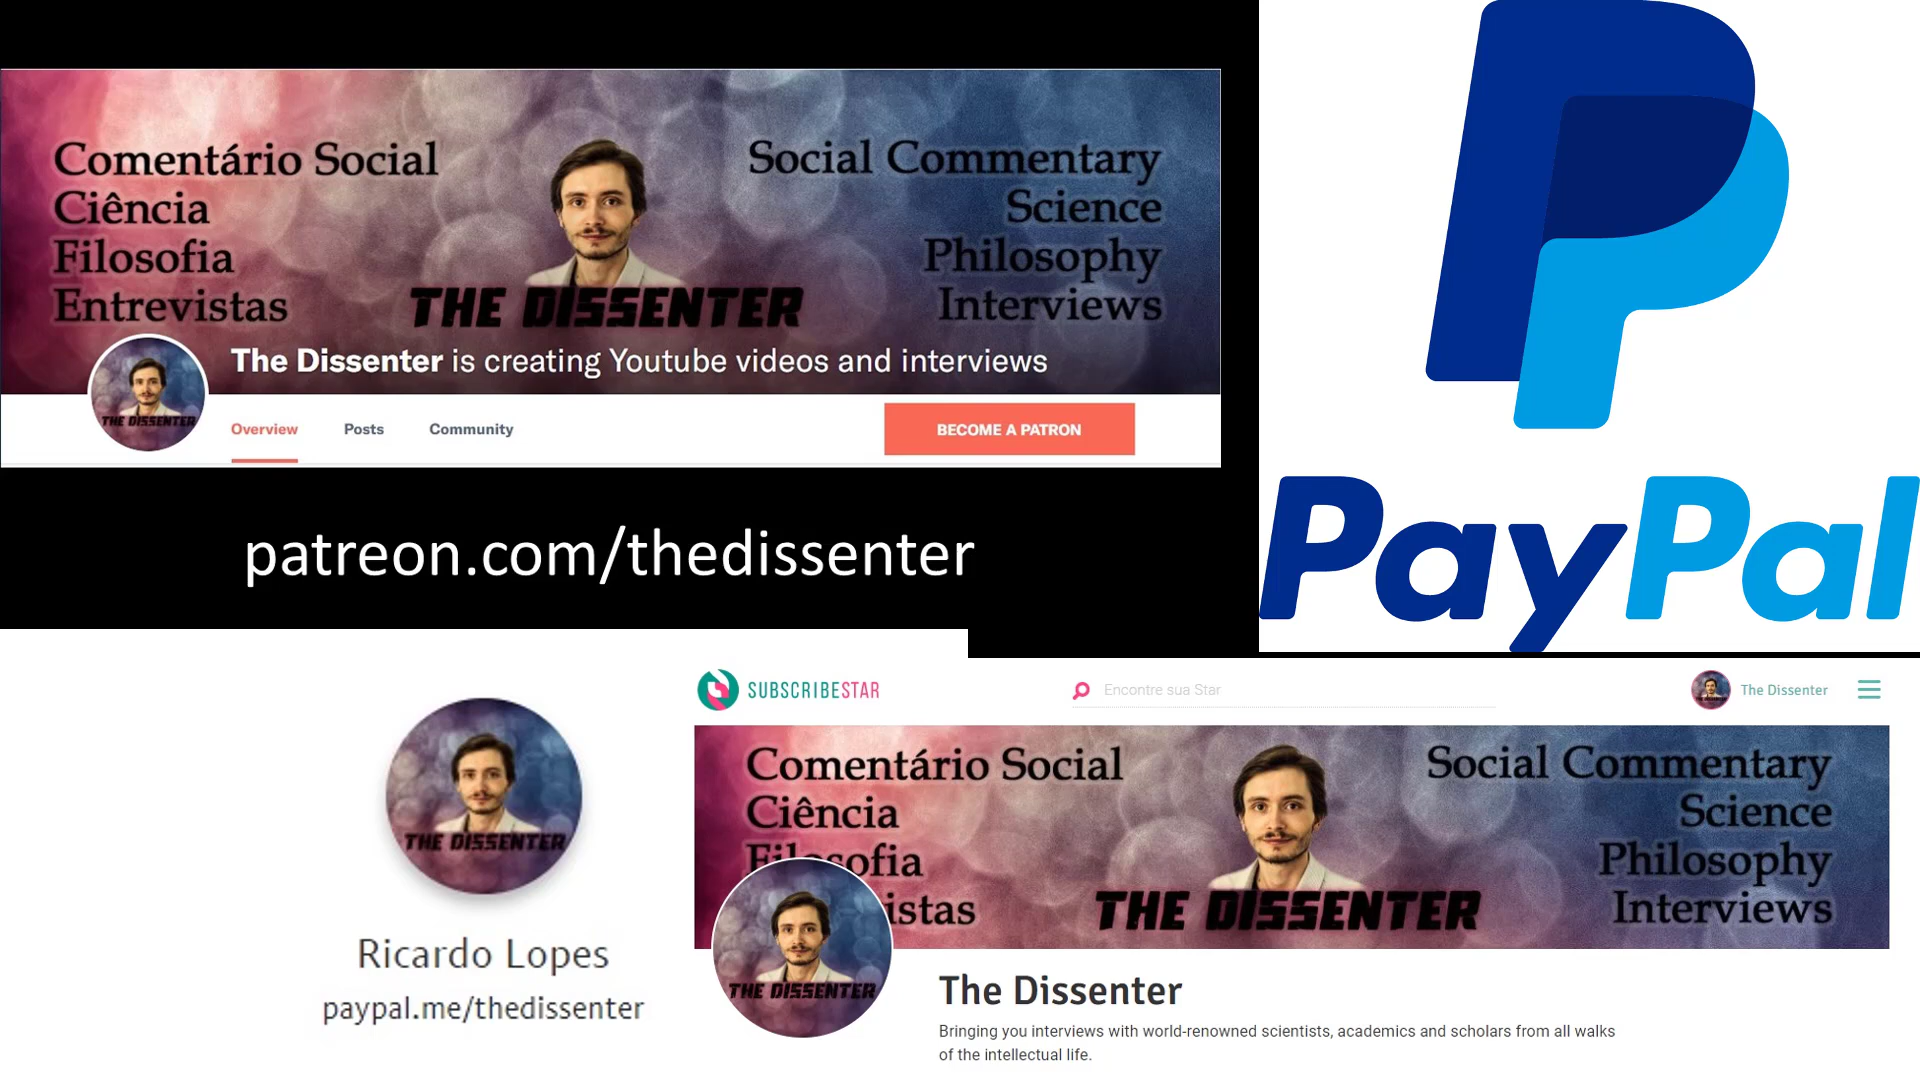 Comentário Social
Ciência
Filosofia
Entrevistas
Social Commentary
Science
Philosophy
Interviews
THE DISSENTER
The Dissenter is creating Youtube videos and interviews
THE DISSENTER
Overview Posts Community
BECOME A PATRON
patreon.com/thedissenter
PayPal
THE DISSENTER
Ricardo Lopes
paypal.me/thedissenter
SUBSCRIBESTAR
Encontre sua Star
The Dissenter
Comentário Social
Ciência
Filosofia
istas
Social Commentary
Science
Philosophy
Interviews
THE DISSENTER
THE DISSENTER
The Dissenter
Bringing you interviews with world-renowned scientists, academics and scholars from all walks
of the intellectual life.